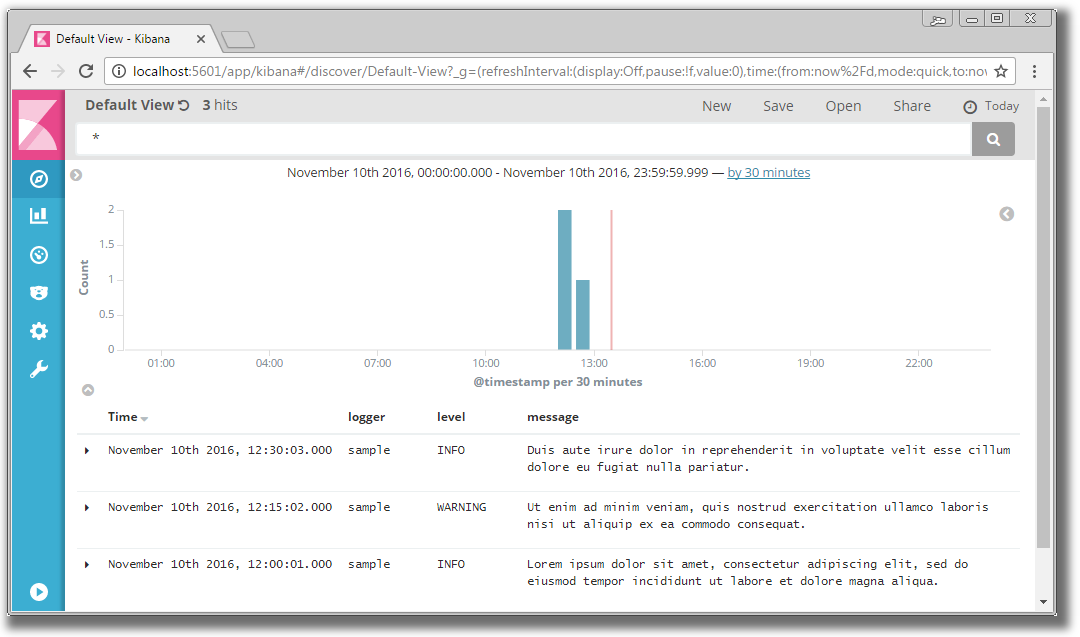 Default View - Kibana
localhost:5601/app/kibana#/discover/Default-View?_g=(refreshInterval:(display:Off,pause:!f,value:0),time:(from:now%2Fd,mode:quick,to:nov
Default View 3 hits New Save Open Share Today
*
November 10th 2016, 00:00:00.000 - November 10th 2016, 23:59:59.999 — by 30 minutes
2
1.5
1
0.5
0
Count
01:00 04:00 07:00 10:00 13:00 16:00 19:00 22:00
@timestamp per 30 minutes
Time logger level message
November 10th 2016, 12:30:03.000 sample INFO Duis aute irure dolor in reprehenderit in voluptate velit esse cillum
dolore eu fugiat nulla pariatur.
November 10th 2016, 12:15:02.000 sample WARNING Ut enim ad minim veniam, quis nostrud exercitation ullamco laboris
nisi ut aliquip ex ea commodo consequat.
November 10th 2016, 12:00:01.000 sample INFO Lorem ipsum dolor sit amet, consectetur adipiscing elit, sed do
eiusmod tempor incididunt ut labore et dolore magna aliqua.